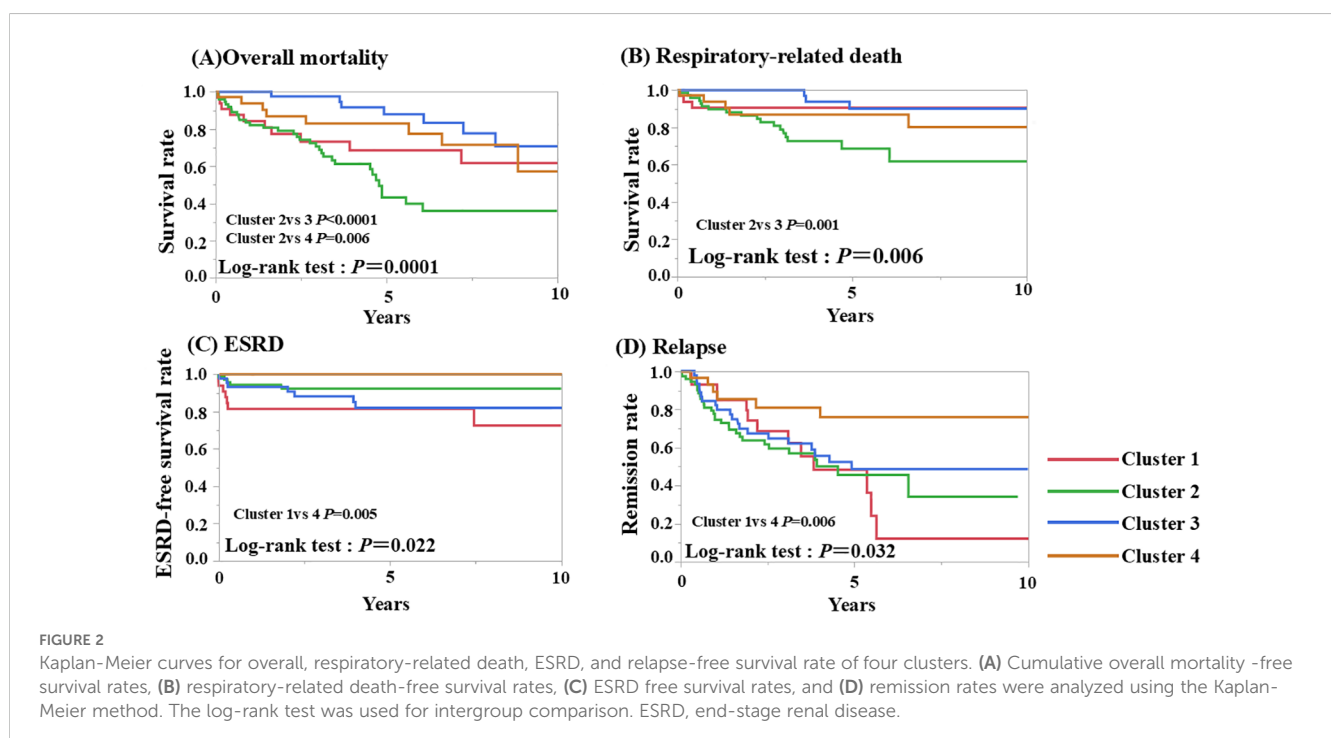 (A)Overall mortality
Survival rate
1.0
0.8
0.6
0.4
0.2
0.0
Cluster 2vs 3 P<0.0001
Cluster 2vs 4 P=0.006
Log-rank test : P=0.0001
0
5
10
Years
(B) Respiratory-related death
Survival rate
1.0
0.8
0.6
0.4
0.2
0.0
Cluster 2vs 3 P=0.001
Log-rank test : P=0.006
0
5
10
Years
(C) ESRD
ESRD-free survival rate
1.0
0.8
0.6
0.4
0.2
0.0
Cluster 1vs 4 P=0.005
Log-rank test : P=0.022
0
5
10
Years
(D) Relapse
Remission rate
1.0
0.8
0.6
0.4
0.2
0.0
Cluster 1vs 4 P=0.006
Log-rank test : P=0.032
0
5
10
Years
Cluster 1
Cluster 2
Cluster 3
Cluster 4
FIGURE 2
Kaplan-Meier curves for overall, respiratory-related death, ESRD, and relapse-free survival rate of four clusters. (A) Cumulative overall mortality -free
survival rates, (B) respiratory-related death-free survival rates, (C) ESRD free survival rates, and (D) remission rates were analyzed using the Kaplan-
Meier method. The log-rank test was used for intergroup comparison. ESRD, end-stage renal disease.